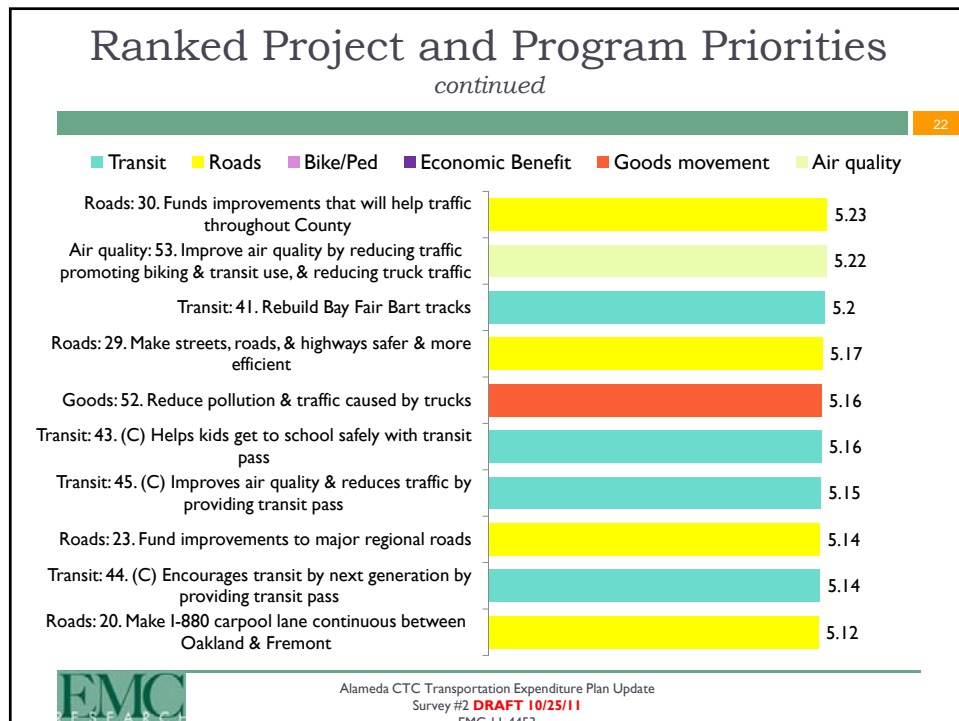 Ranked Project and Program Priorities
continued
22
Transit Roads Bike/Ped Economic Benefit Goods movement Air quality
Roads: 30. Funds improvements that will help traffic
throughout County
5.23
Air quality: 53. Improve air quality by reducing traffic
promoting biking & transit use, & reducing truck traffic
5.22
Transit: 41. Rebuild Bay Fair Bart tracks
5.2
Roads: 29. Make streets, roads, & highways safer & more
efficient
5.17
Goods: 52. Reduce pollution & traffic caused by trucks
5.16
Transit: 43. (C) Helps kids get to school safely with transit
pass
5.16
Transit: 45. (C) Improves air quality & reduces traffic by
providing transit pass
5.15
Roads: 23. Fund improvements to major regional roads
5.14
Transit: 44. (C) Encourages transit by next generation by
providing transit pass
5.14
Roads: 20. Make I-880 carpool lane continuous between
Oakland & Fremont
5.12
EMC
RESEARCH
Alameda CTC Transportation Expenditure Plan Update
Survey #2 DRAFT 10/25/11
EMC 11-4453